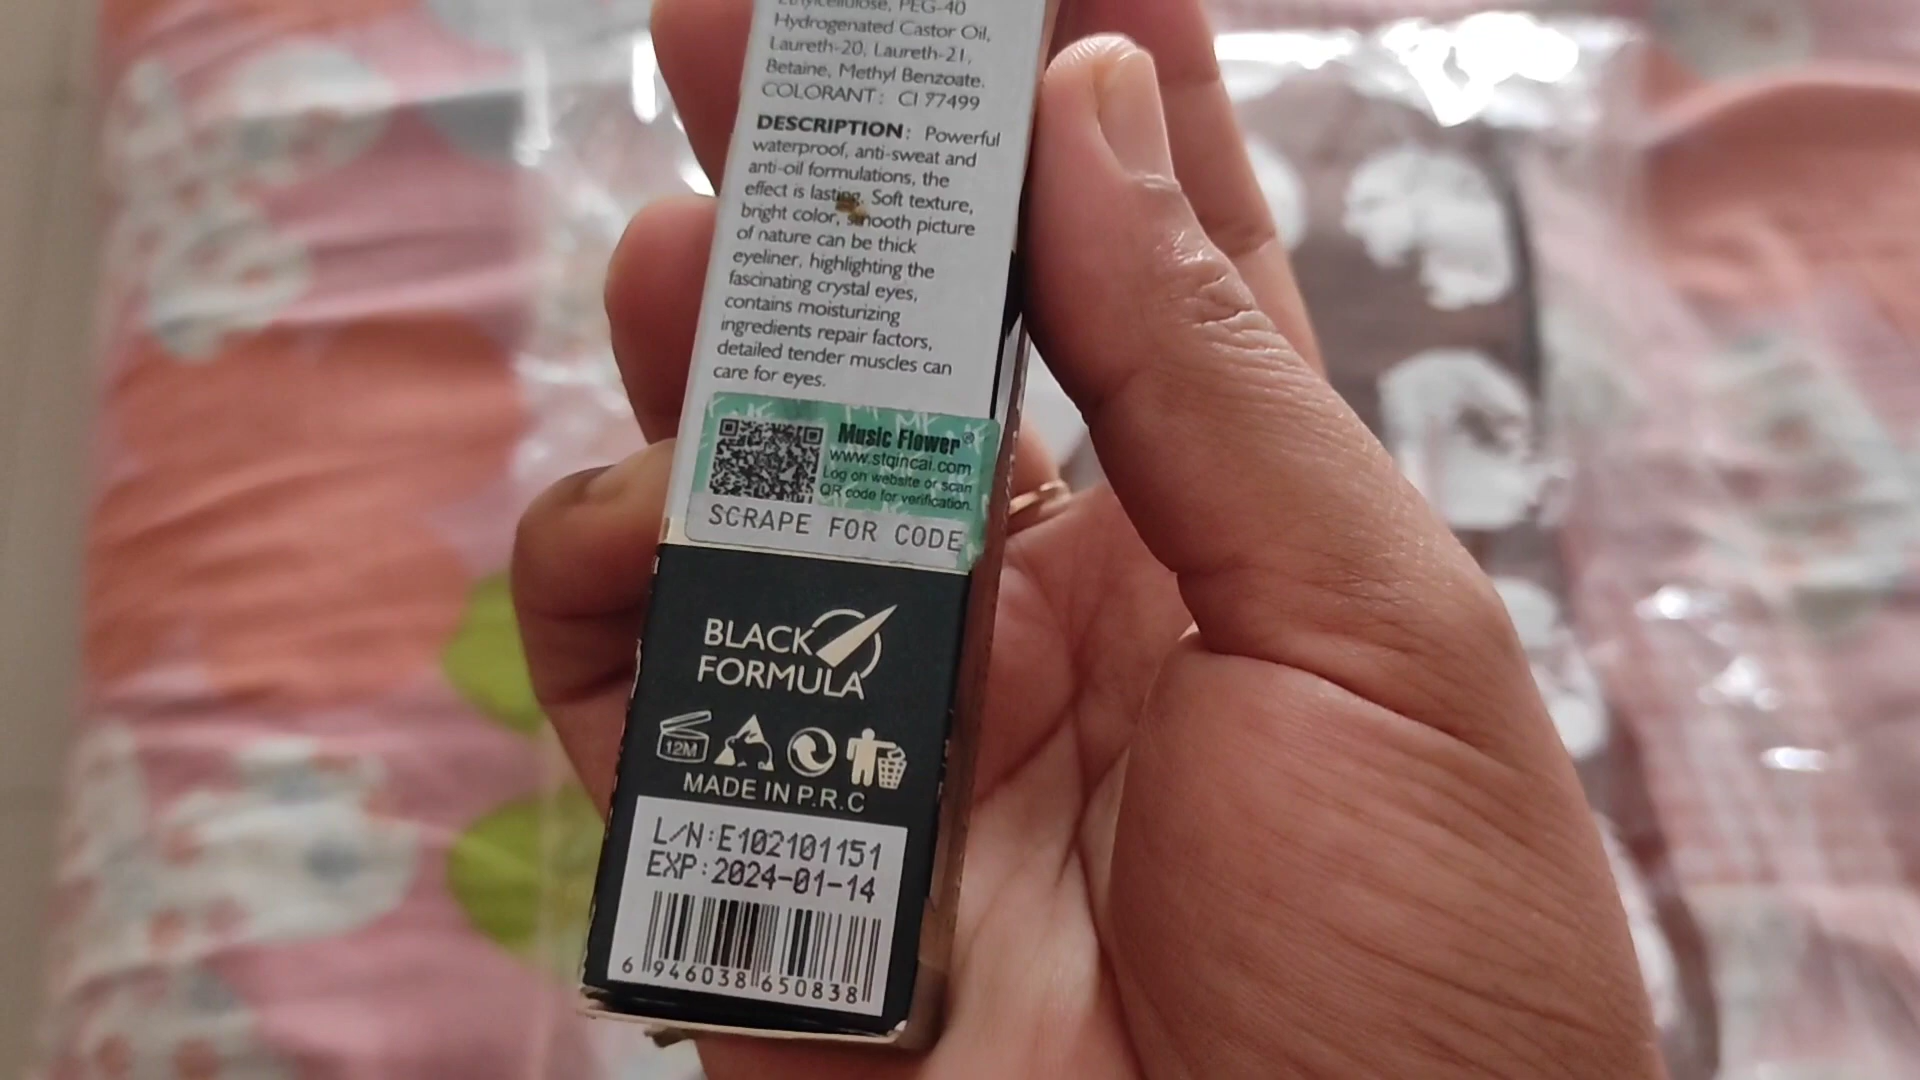 Ethylcellulose, PEG-40
Hydrogenated Castor Oil,
Laureth-20, Laureth-21,
Betaine, Methyl Benzoate.
COLORANT: CI 77499
DESCRIPTION: Powerful
waterproof, anti-sweat and
anti-oil formulations, the
effect is lasting. Soft texture,
bright color, smooth picture
of nature can be thick
eyeliner, highlighting the
fascinating crystal eyes,
contains moisturizing
ingredients repair factors,
detailed tender muscles can
care for eyes.
Music Flower®
www.stqincai.com
Log on website or scan
QR code for verification.
SCRAPE FOR CODE
BLACK
FORMULA
12M
MADE IN P.R.C
L/N:E102101151
EXP:2024-01-14
6 946038 650838